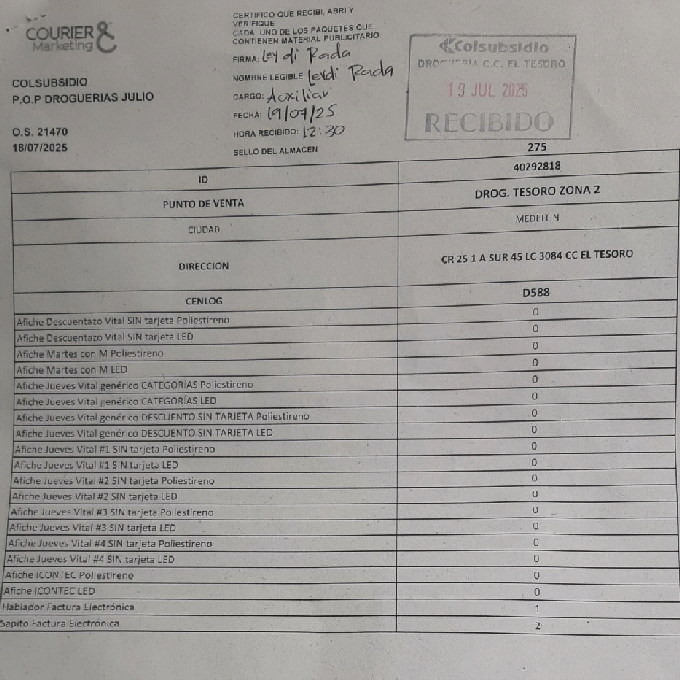 COURIER &
Marketing
COLSUBSIDIO
P.O.P DROGUERIAS JULIO
O.S. 21470
18/07/2025
CERTIFICO QUE RECIBI, ABRI Y
VERIFIQUE
CADA UNO DE LOS PAQUETES QUE
CONTIENEN MATERIAL PUBLICITARIO
FIRMA: Leydi Rada
NOMBRE LEGIBLE Leidi Rada
CARGO: Auxiliar
FECHA: 19/07/25
HORA RECIBIDO: 12:30
SELLO DEL ALMACEN
Colsubsidio
DROGUERIA C.C. EL TESORO
19 JUL 2025
RECIBIDO
275
ID 40292818
PUNTO DE VENTA DROG. TESORO ZONA 2
CIUDAD MEDELLIN
DIRECCION CR 25 1 A SUR 45 LC 3084 CC EL TESORO
CENLOG D588
Afiche Descuentazo Vital SIN tarjeta Poliestireno 0
Afiche Descuentazo Vital SIN tarjeta LED 0
Afiche Martes con M Poliestireno 0
Afiche Martes con M LED 0
Afiche Jueves Vital genérico CATEGORÍAS Poliestireno 0
Afiche Jueves Vital genérico CATEGORÍAS LED 0
Afiche Jueves Vital genérico DESCUENTO SIN TARJETA Poliestireno 0
Afiche Jueves Vital genérico DESCUENTO SIN TARJETA LED 0
Afiche Jueves Vital #1 SIN tarjeta Poliestireno 0
Afiche Jueves Vital #1 SIN tarjeta LED 0
Afiche Jueves Vital #2 SIN tarjeta Poliestireno 0
Afiche Jueves Vital #2 SIN tarjeta LED 0
Afiche Jueves Vital #3 SIN tarjeta Poliestireno 0
Afiche Jueves Vital #3 SIN tarjeta LED 0
Afiche Jueves Vital #4 SIN tarjeta Poliestireno 0
Afiche Jueves Vital #4 SIN tarjeta LED 0
Afiche ICONTEC Poliestireno 0
Afiche ICONTEC LED 0
Hablador Factura Electrónica 1
Sapito Factura Electrónica 2